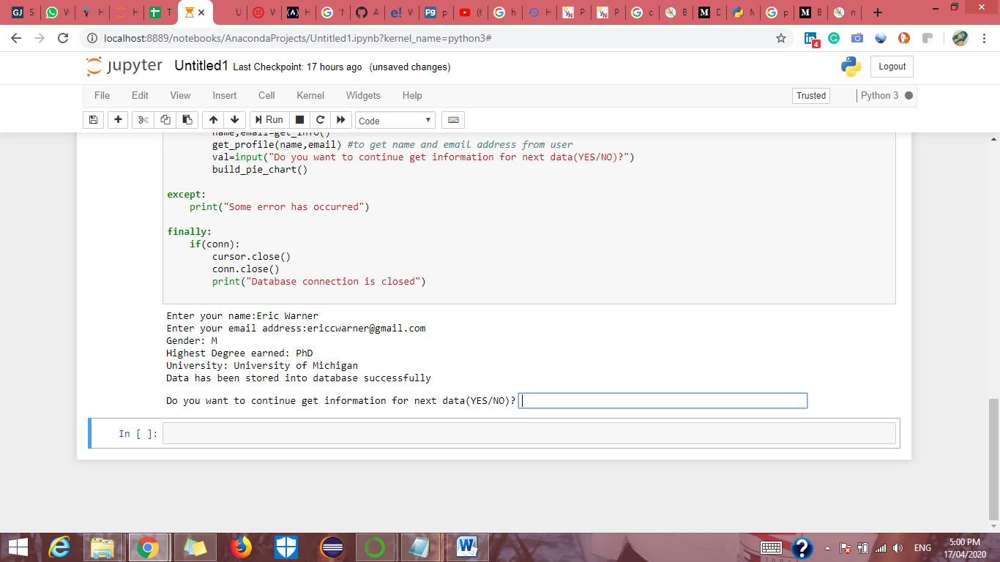 GJ S
W
H
H
T
U
W
H
'N
A
e! W
pg p
(6
h
H
P
P
c
B
M D
M
p
M B
n
localhost:8889/notebooks/AnacondaProjects/Untitled1.ipynb?kernel_name=python3#
4
jupyter Untitled1 Last Checkpoint: 17 hours ago (unsaved changes)
Logout
File Edit View Insert Cell Kernel Widgets Help
Trusted
Python 3
Run
Code
name,email=get_info()
get_profile(name,email) #to get name and email address from user
val=input("Do you want to continue get information for next data(YES/NO)?")
build_pie_chart()
except:
print("Some error has occurred")
finally:
if(conn):
cursor.close()
conn.close()
print("Database connection is closed")
Enter your name:Eric Warner
Enter your email address:ericcwarner@gmail.com
Gender: M
Highest Degree earned: PhD
University: University of Michigan
Data has been stored into database successfully
Do you want to continue get information for next data(YES/NO)?
In [ ]:
ENG
5:00 PM
17/04/2020